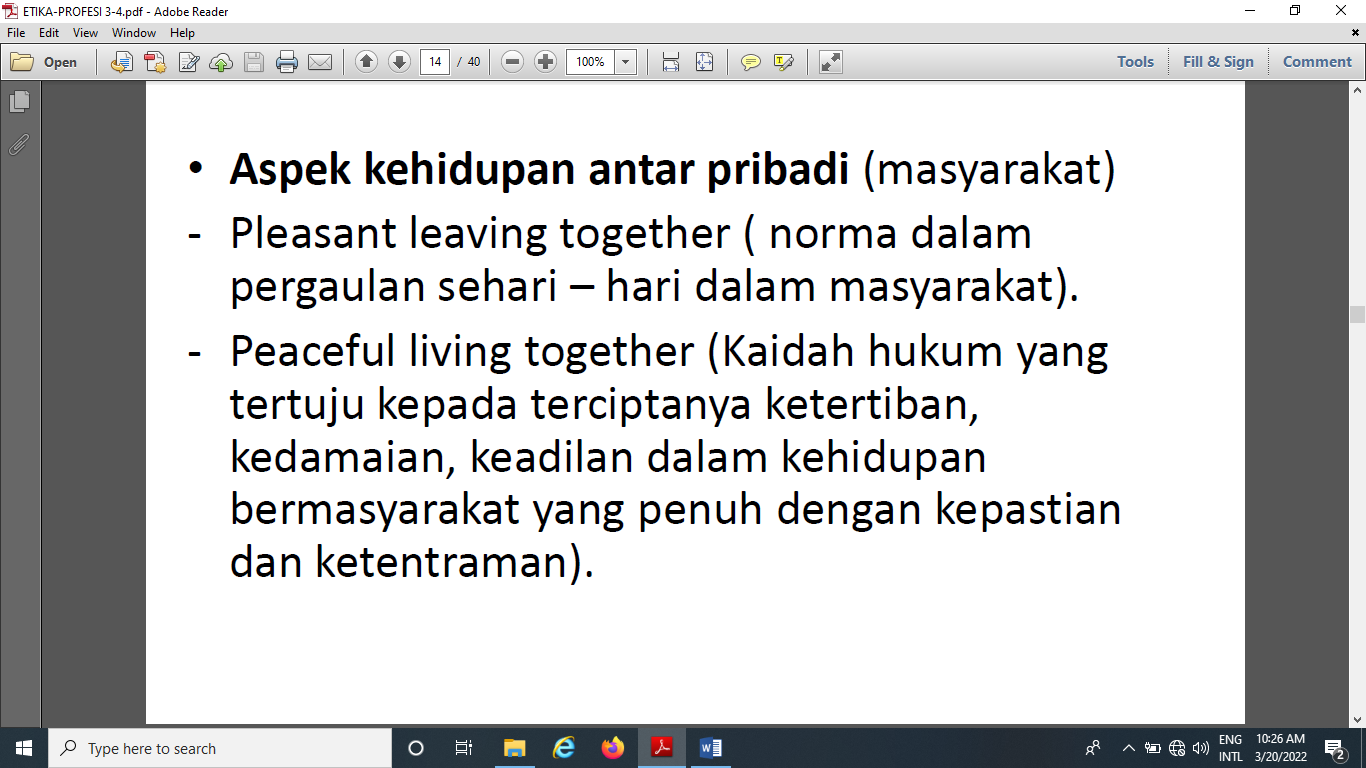 ETIKA-PROFESI 3-4.pdf - Adobe Reader
File Edit View Window Help
Open 14 / 40 100% Tools Fill & Sign Comment
• Aspek kehidupan antar pribadi (masyarakat)
- Pleasant leaving together ( norma dalam
pergaulan sehari – hari dalam masyarakat).
- Peaceful living together (Kaidah hukum yang
tertuju kepada terciptanya ketertiban,
kedamaian, keadilan dalam kehidupan
bermasyarakat yang penuh dengan kepastian
dan ketentraman).
Type here to search
ENG 10:26 AM
INTL 3/20/2022 2